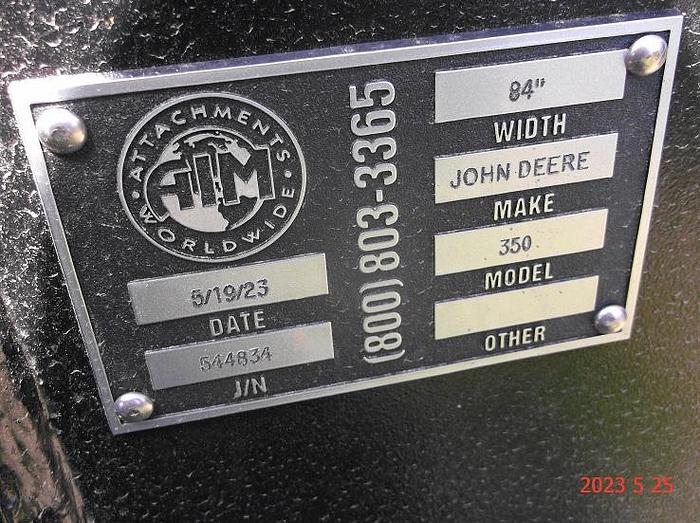 ATTACHMENTS
JTM
WORLDWIDE
5/19/23
DATE
544834
J/N
(800)803-3365
84"
WIDTH
JOHN DEERE
MAKE
350
MODEL
OTHER
2023 5 25